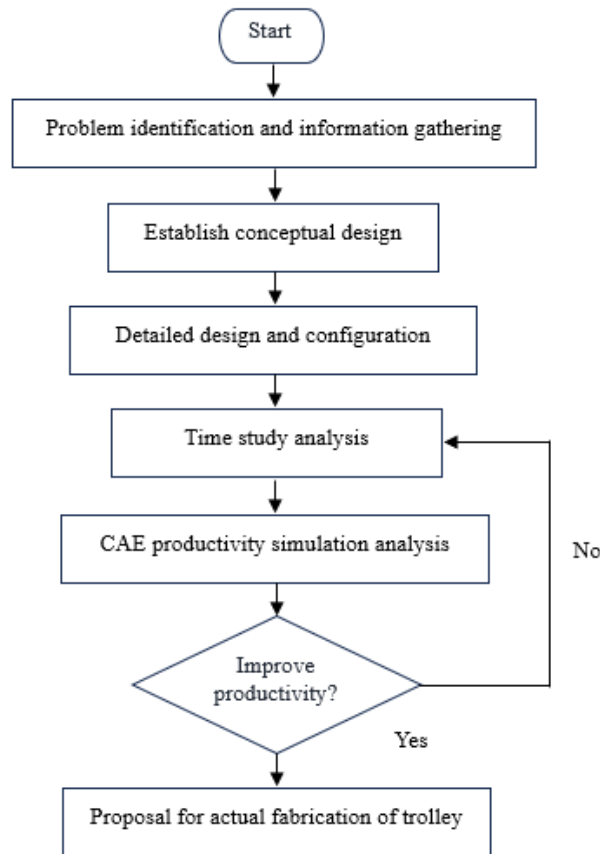 Start
Problem identification and information gathering
Establish conceptual design
Detailed design and configuration
Time study analysis
CAE productivity simulation analysis
No
Improve
productivity?
Yes
Proposal for actual fabrication of trolley